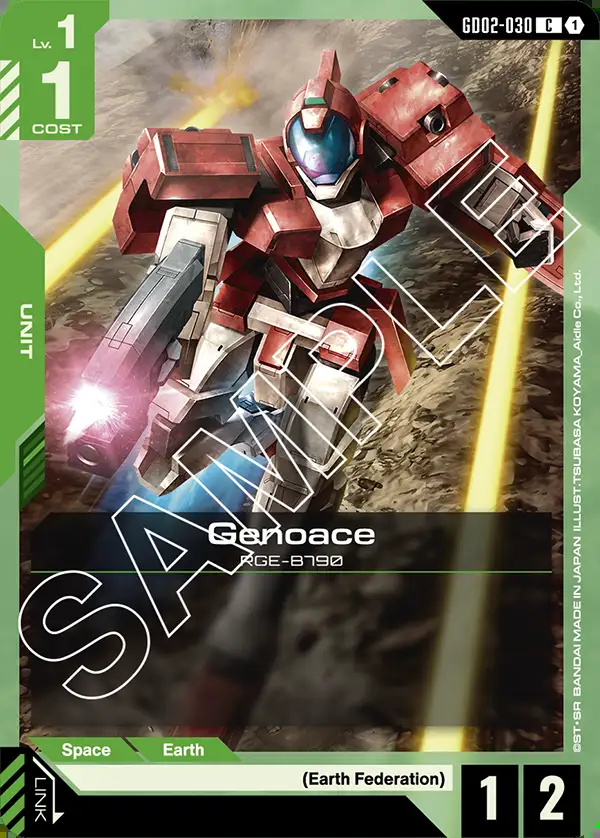 Lv. 1
1
COST
GD02-030 C 1
UNIT
SAMPLE
Genoace
RGE-B790
©ST・SR BANDAI MADE IN JAPAN ILLUST:TSUBASA KOYAMA_Aidle Co., Ltd.
Space Earth
LINK
(Earth Federation)
1 2